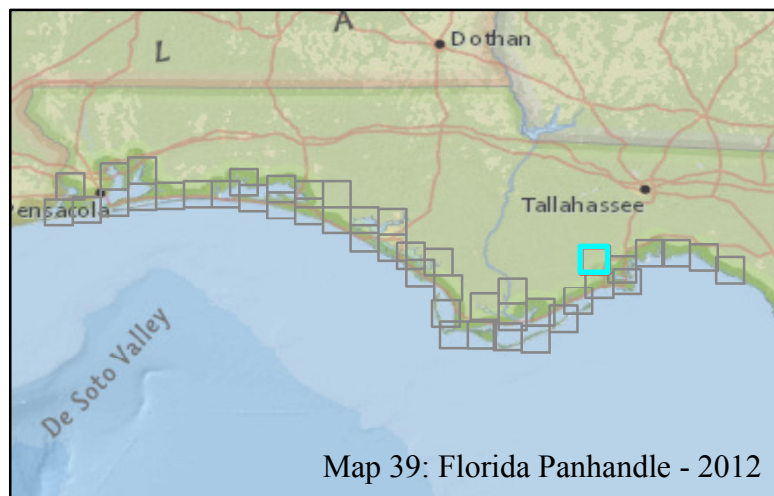 L A
Dothan
Pensacola
Tallahassee
De Soto Valley
Map 39: Florida Panhandle - 2012